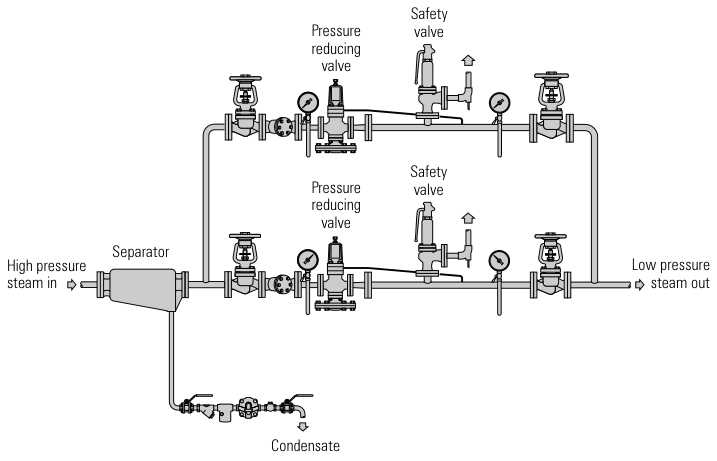 Safety
valve
Pressure
reducing
valve
Safety
valve
Pressure
reducing
valve
Separator
High pressure
steam in
Low pressure
steam out
Condensate